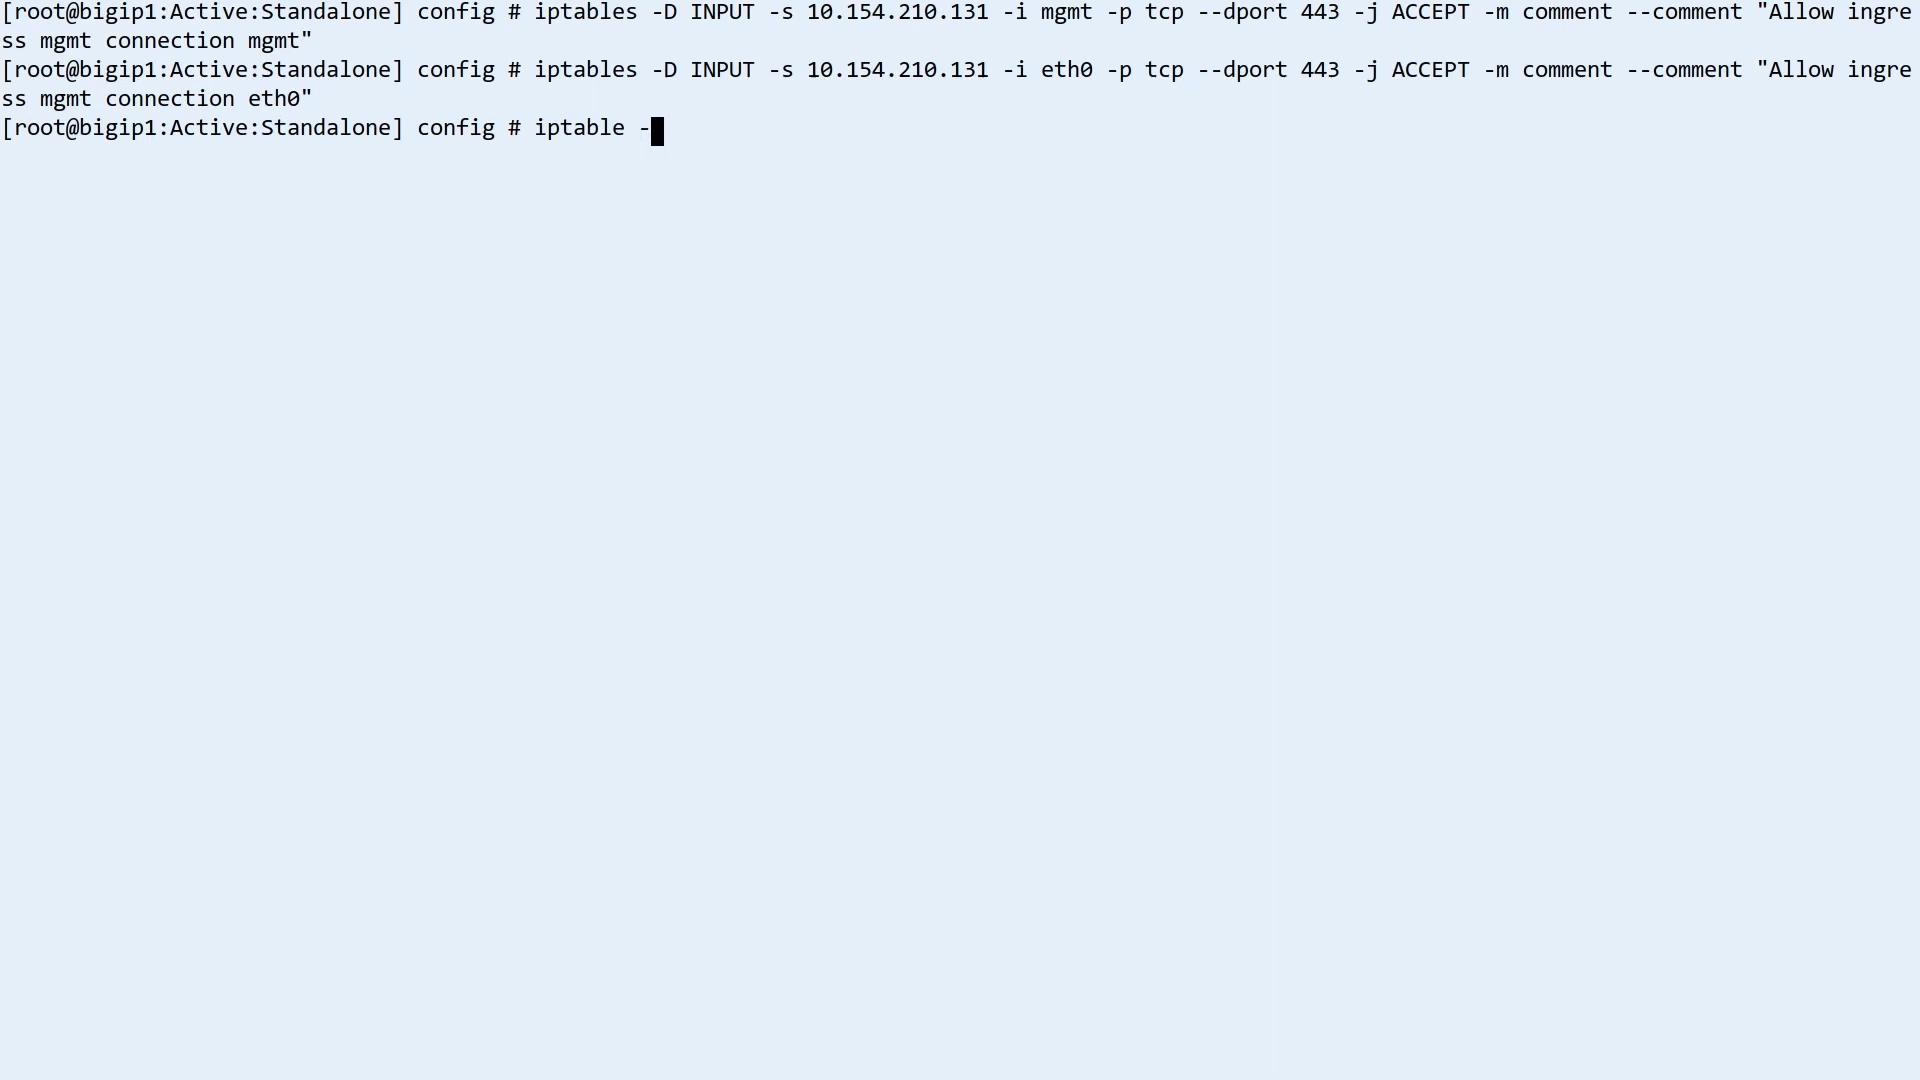 [root@bigip1:Active:Standalone] config # iptables -D INPUT -s 10.154.210.131 -i mgmt -p tcp --dport 443 -j ACCEPT -m comment --comment "Allow ingre
ss mgmt connection mgmt"
[root@bigip1:Active:Standalone] config # iptables -D INPUT -s 10.154.210.131 -i eth0 -p tcp --dport 443 -j ACCEPT -m comment --comment "Allow ingre
ss mgmt connection eth0"
[root@bigip1:Active:Standalone] config # iptable -